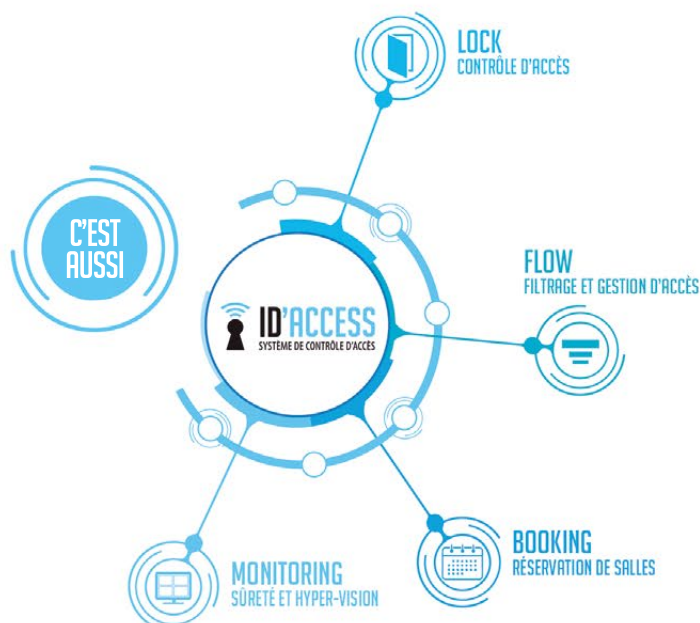 LOCK
CONTRÔLE D'ACCÈS
C'EST
AUSSI
FLOW
FILTRAGE ET GESTION D'ACCÈS
ID'ACCESS
SYSTÈME DE CONTRÔLE D'ACCÈS
BOOKING
RÉSERVATION DE SALLES
MONITORING
SÛRETÉ ET HYPER-VISION